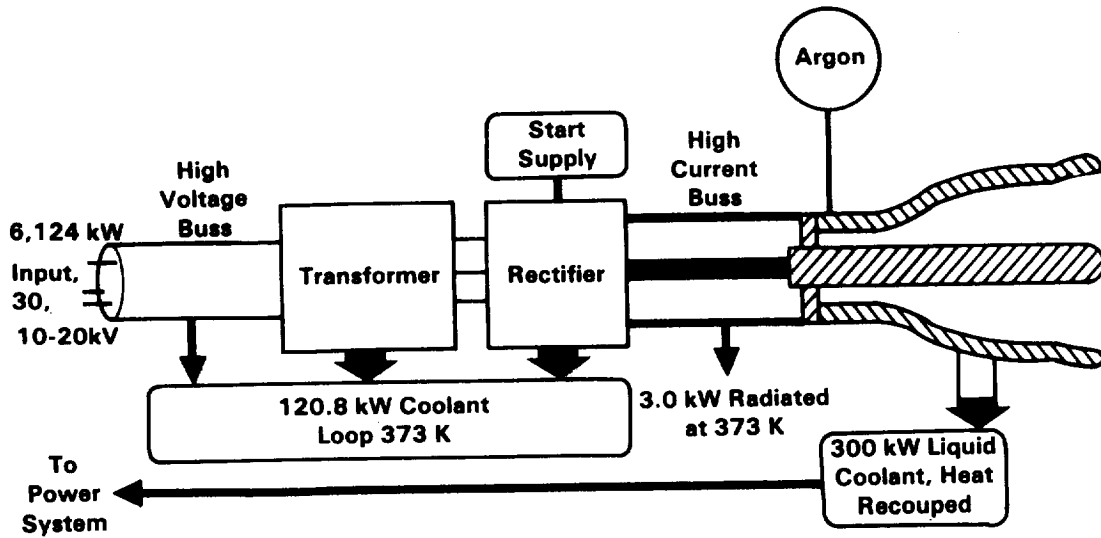 Argon
Start
Supply
High
Current
Buss
High
Voltage
Buss
6,124 kW
Input,
30,
10-20kV
Transformer
Rectifier
120.8 kW Coolant
Loop 373 K
3.0 kW Radiated
at 373 K
300 kW Liquid
Coolant, Heat
Recouped
To
Power
System